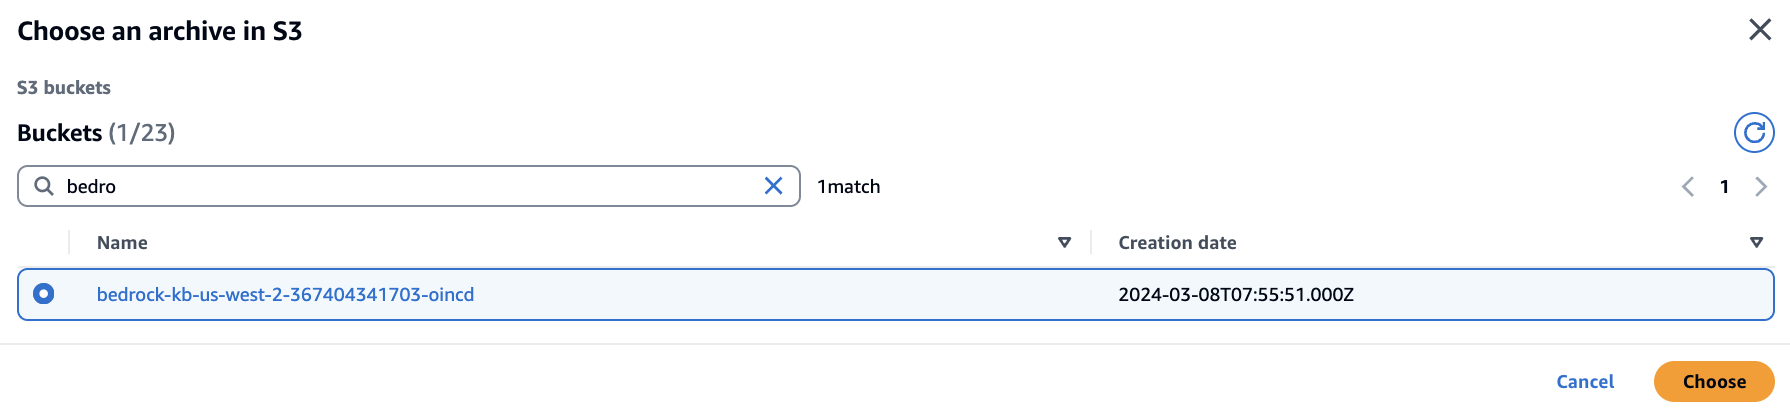 Choose an archive in S3
S3 buckets
Buckets (1/23)
bedro
1match
1
Name
Creation date
bedrock-kb-us-west-2-367404341703-oincd
2024-03-08T07:55:51.000Z
Cancel
Choose